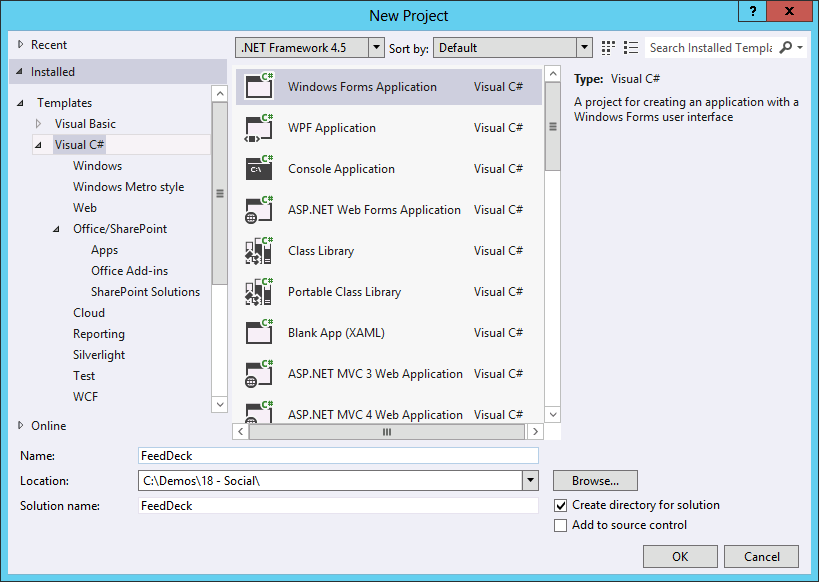 New Project
?
x
Recent
Installed
Templates
Visual Basic
Visual C#
Windows
Windows Metro style
Web
Office/SharePoint
Apps
Office Add-ins
SharePoint Solutions
Cloud
Reporting
Silverlight
Test
WCF
Online
.NET Framework 4.5
Sort by:
Default
Search Installed Templa
C# Windows Forms Application Visual C#
C# WPF Application Visual C#
C# C:\ Console Application Visual C#
C# ASP.NET Web Forms Application Visual C#
C# Class Library Visual C#
C# Portable Class Library Visual C#
C# Blank App (XAML) Visual C#
C# ASP.NET MVC 3 Web Application Visual C#
C# ASP.NET MVC 4 Web Application Visual C#
Type: Visual C#
A project for creating an application with a
Windows Forms user interface
Name: FeedDeck
Location: C:\Demos\18 - Social\
Browse...
Solution name: FeedDeck
Create directory for solution
Add to source control
OK
Cancel